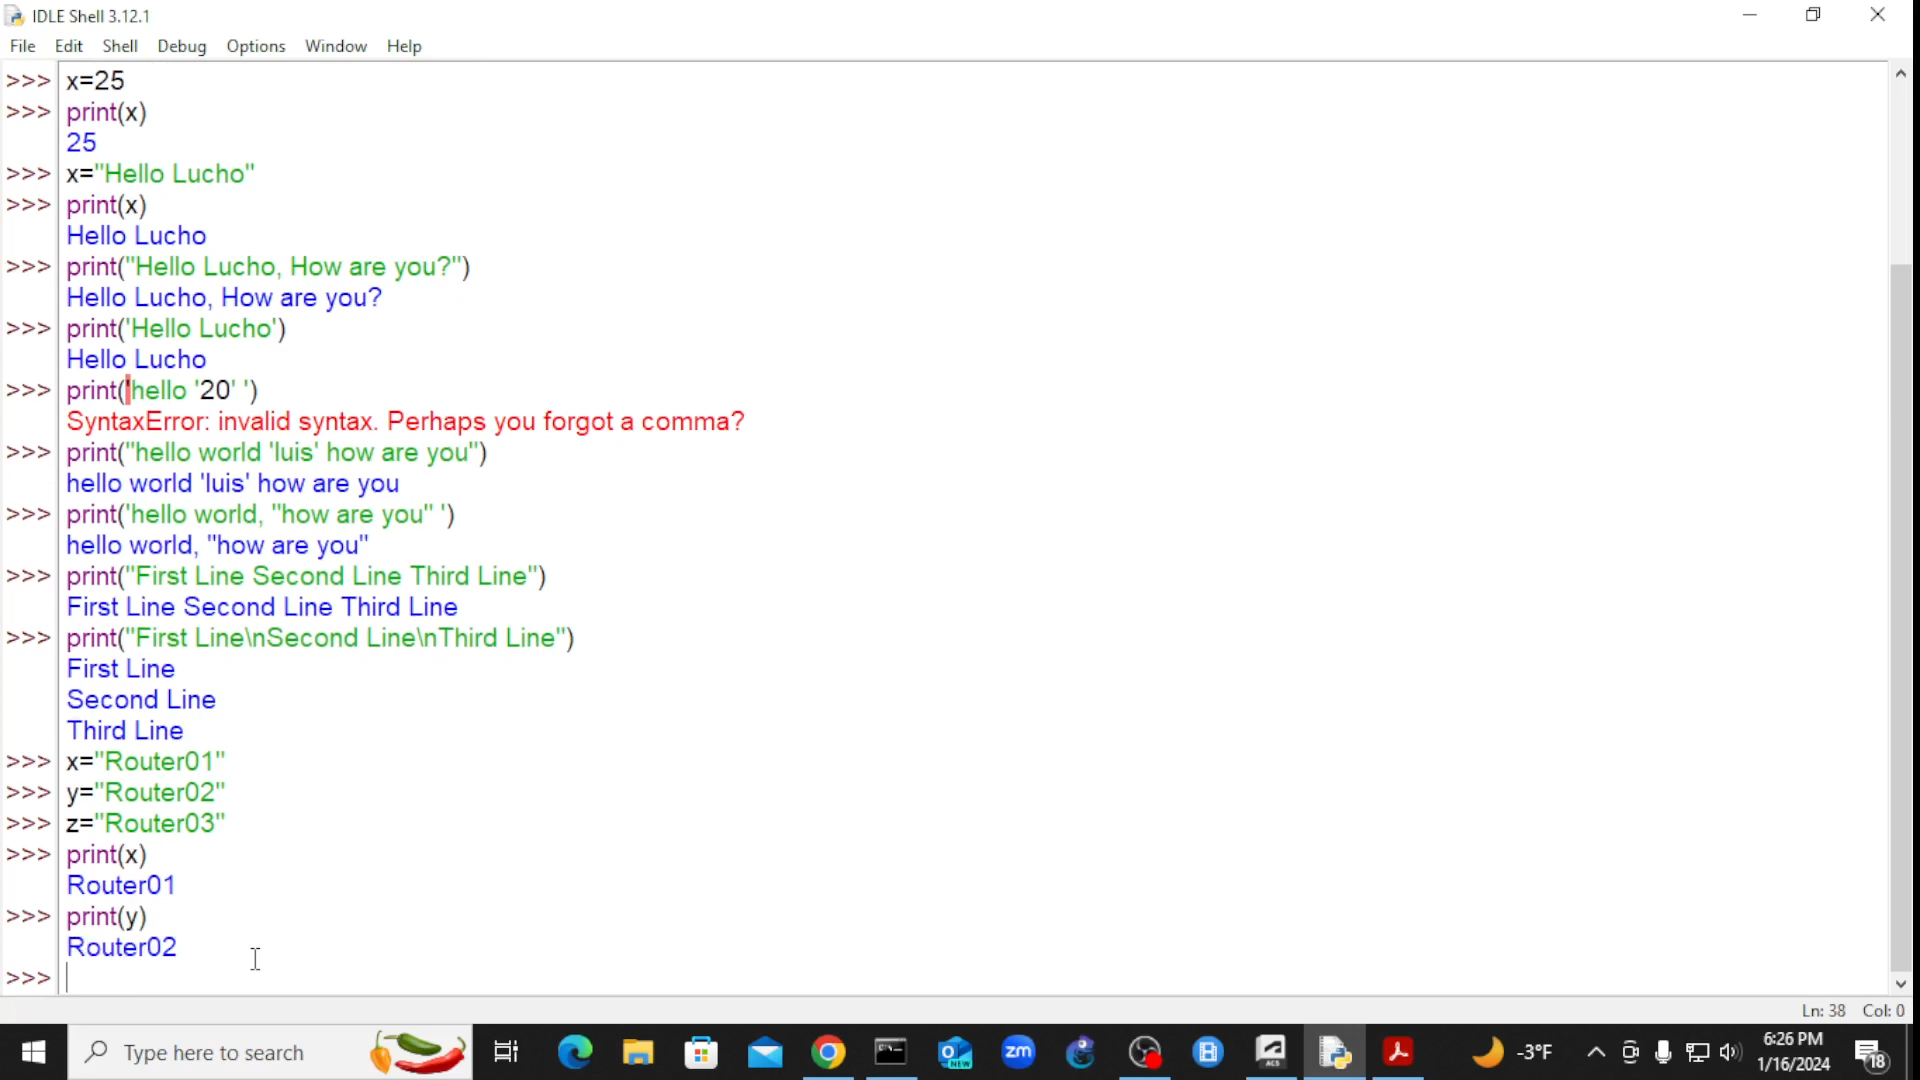 IDLE Shell 3.12.1
File Edit Shell Debug Options Window Help
>>> x=25
>>> print(x)
25
>>> x="Hello Lucho"
>>> print(x)
Hello Lucho
>>> print("Hello Lucho, How are you?")
Hello Lucho, How are you?
>>> print('Hello Lucho')
Hello Lucho
>>> print('hello '20' ')
SyntaxError: invalid syntax. Perhaps you forgot a comma?
>>> print("hello world 'luis' how are you")
hello world 'luis' how are you
>>> print('hello world, "how are you" ')
hello world, "how are you"
>>> print("First Line Second Line Third Line")
First Line Second Line Third Line
>>> print("First Line\nSecond Line\nThird Line")
First Line
Second Line
Third Line
>>> x="Router01"
>>> y="Router02"
>>> z="Router03"
>>> print(x)
Router01
>>> print(y)
Router02
>>>
Ln: 38 Col: 0
Type here to search
NEW
zm
ACS
-3°F
6:26 PM
1/16/2024
18